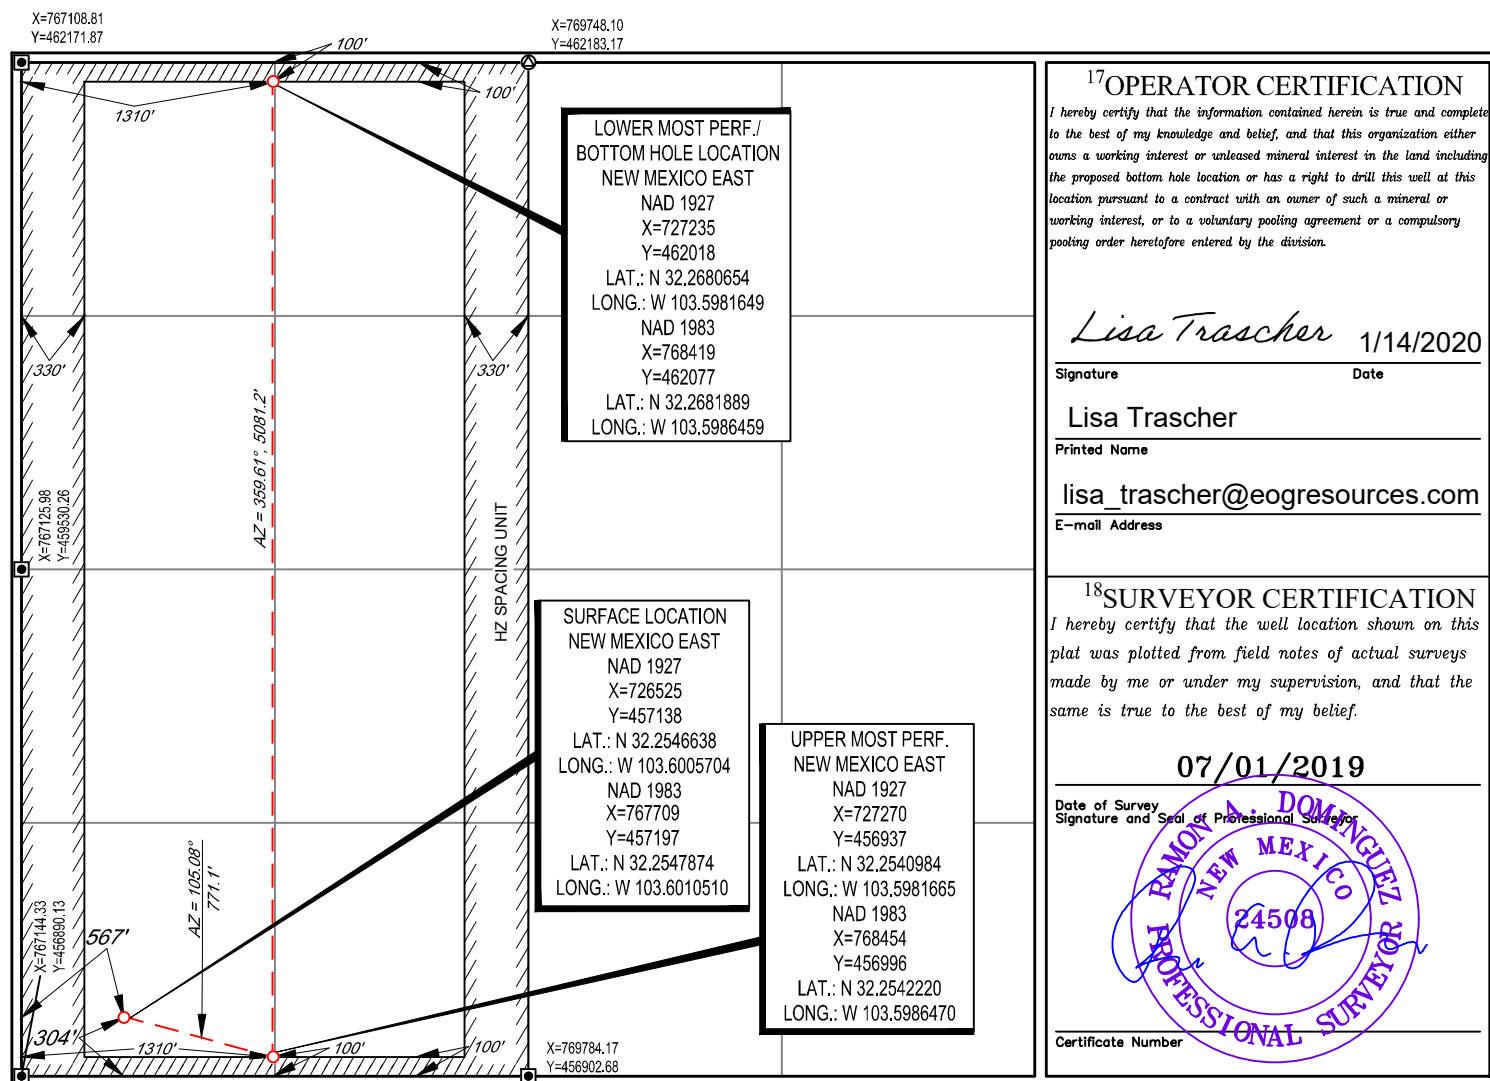 X=767108.81
Y=462171.87
X=769748.10
Y=462183.17
100'
100'
1310'
LOWER MOST PERF./
BOTTOM HOLE LOCATION
NEW MEXICO EAST
NAD 1927
X=727235
Y=462018
LAT.: N 32.2680654
LONG.: W 103.5981649
NAD 1983
X=768419
Y=462077
LAT.: N 32.2681889
LONG.: W 103.5986459
330'
330'
AZ = 359.61°, 5081.2'
X=767125.98
Y=459530.26
HZ SPACING UNIT
SURFACE LOCATION
NEW MEXICO EAST
NAD 1927
X=726525
Y=457138
LAT.: N 32.2546638
LONG.: W 103.6005704
NAD 1983
X=767709
Y=457197
LAT.: N 32.2547874
LONG.: W 103.6010510
UPPER MOST PERF.
NEW MEXICO EAST
NAD 1927
X=727270
Y=456937
LAT.: N 32.2540984
LONG.: W 103.5981665
NAD 1983
X=768454
Y=456996
LAT.: N 32.2542220
LONG.: W 103.5986470
AZ = 105.08°
771.1'
X=767144.33
Y=456890.13
567'
304'
1310'
100'
100'
X=769784.17
Y=456902.68
17OPERATOR CERTIFICATION
I hereby certify that the information contained herein is true and complete
to the best of my knowledge and belief, and that this organization either
owns a working interest or unleased mineral interest in the land including
the proposed bottom hole location or has a right to drill this well at this
location pursuant to a contract with an owner of such a mineral or
working interest, or to a voluntary pooling agreement or a compulsory
pooling order heretofore entered by the division.
Lisa Trascher 1/14/2020
Signature Date
Lisa Trascher
Printed Name
lisa_trascher@eogresources.com
E-mail Address
18SURVEYOR CERTIFICATION
I hereby certify that the well location shown on this
plat was plotted from field notes of actual surveys
made by me or under my supervision, and that the
same is true to the best of my belief.
07/01/2019
Date of Survey
Signature and Seal of Professional Surveyor
RAMON A. DOMINGUEZ
NEW MEXICO
24508
PROFESSIONAL SURVEYOR
Certificate Number